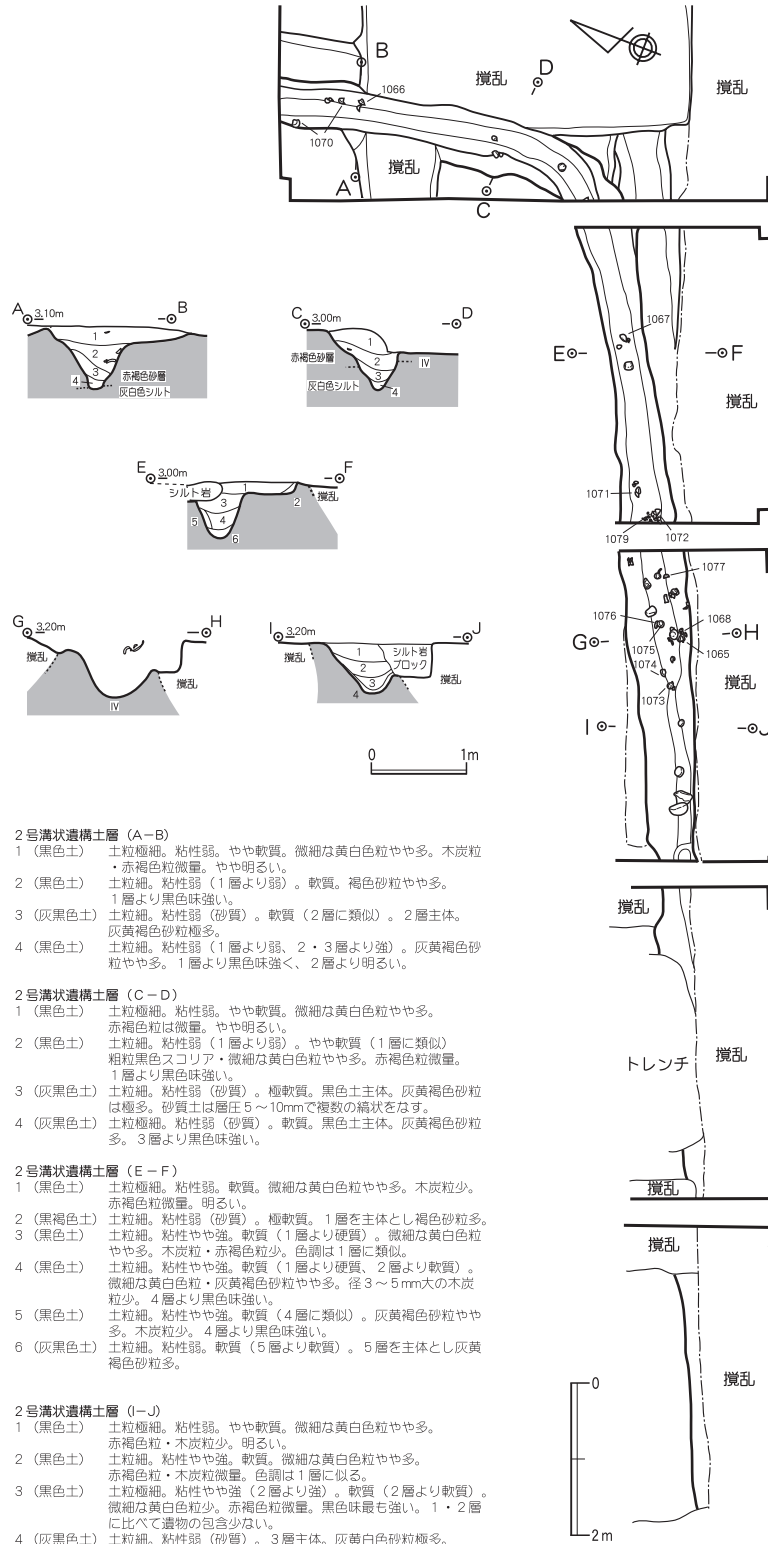 B
D
撹乱
撹乱
1066
1070
撹乱
A
C
A 3.10m B
1
2
3
4
赤褐色砂層
灰白色シルト
C 3.00m D
1
赤褐色砂層
2
IV
3
灰白色シルト
4
E 3.00m F
シルト岩
1
撹乱
2
3
5
4
6
G 3.20m H
撹乱
撹乱
IV
I 3.20m J
撹乱
1
シルト岩
ブロック
2
3
4
撹乱
0 1m
1067
E F
撹乱
1071
1079 1072
1077
1076
1068
G H
1075
1065
1074
撹乱
1073
I J
撹乱
トレンチ
撹乱
撹乱
撹乱
撹乱
0
2m
2号溝状遺構土層（A－B）
1（黒色土） 土粒極細。粘性弱。やや軟質。微細な黄白色粒やや多。木炭粒
・赤褐色粒微量。やや明るい。
2（黒色土） 土粒細。粘性弱（1層より弱）。軟質。褐色砂粒やや多。
1層より黒色味強い。
3（灰黒色土） 土粒細。粘性弱（砂質）。軟質（2層に類似）。2層主体。
灰黄褐色砂粒極多。
4（黒色土） 土粒細。粘性弱（1層より弱、2・3層より強）。灰黄褐色砂
粒やや多。1層より黒色味強く、2層より明るい。
2号溝状遺構土層（C－D）
1（黒色土） 土粒極細。粘性弱。やや軟質。微細な黄白色粒やや多。
赤褐色粒は微量。やや明るい。
2（黒色土） 土粒細。粘性弱（1層より弱）。やや軟質（1層に類似）
粗粒黒色スコリア・微細な黄白色粒やや多。赤褐色粒微量。
1層より黒色味強い。
3（灰黒色土） 土粒細。粘性弱（砂質）。極軟質。黒色土主体。灰黄褐色砂粒
は極多。砂質土は層圧5～10mmで複数の縞状をなす。
4（灰黒色土） 土粒極細。粘性弱（砂質）。軟質。黒色土主体。灰黄褐色砂粒
多。3層より黒色味強い。
2号溝状遺構土層（E－F）
1（黒色土） 土粒極細。粘性弱。軟質。微細な黄白色粒やや多。木炭粒少。
赤褐色粒微量。明るい。
2（黒褐色土） 土粒細。粘性弱（砂質）。極軟質。1層を主体とし褐色砂粒多。
3（黒色土） 土粒極細。粘性やや強。軟質（1層より硬質）。微細な黄白色粒
やや多。木炭粒・赤褐色粒少。色調は1層に類似。
4（黒色土） 土粒極細。粘性やや強。軟質（1層より硬質、2層より軟質）。
微細な黄白色粒・灰黄褐色砂粒やや多。径3～5mm大の木炭
粒少。4層より黒色味強い。
5（黒色土） 土粒細。粘性やや強。軟質（4層に類似）。灰黄褐色砂粒やや
多。木炭粒少。4層より黒色味強い。
6（灰黒色土） 土粒細。粘性弱。軟質（5層より軟質）。5層を主体とし灰黄
褐色砂粒多。
2号溝状遺構土層（I－J）
1（黒色土） 土粒極細。粘性弱。やや軟質。微細な黄白色粒やや多。
赤褐色粒・木炭粒少。明るい。
2（黒色土） 土粒細。粘性やや強。軟質。微細な黄白色粒やや多。
赤褐色粒・木炭粒微量。色調は1層に似る。
3（黒色土） 土粒極細。粘性やや強（2層より強）。軟質（2層より軟質）。
微細な黄白色粒少。赤褐色粒微量。黒色味最も強い。1・2層
に比べて遺物の包含少ない。
4（灰黒色土） 土粒細。粘性弱（砂質）。3層主体。灰黄白色砂粒極多。